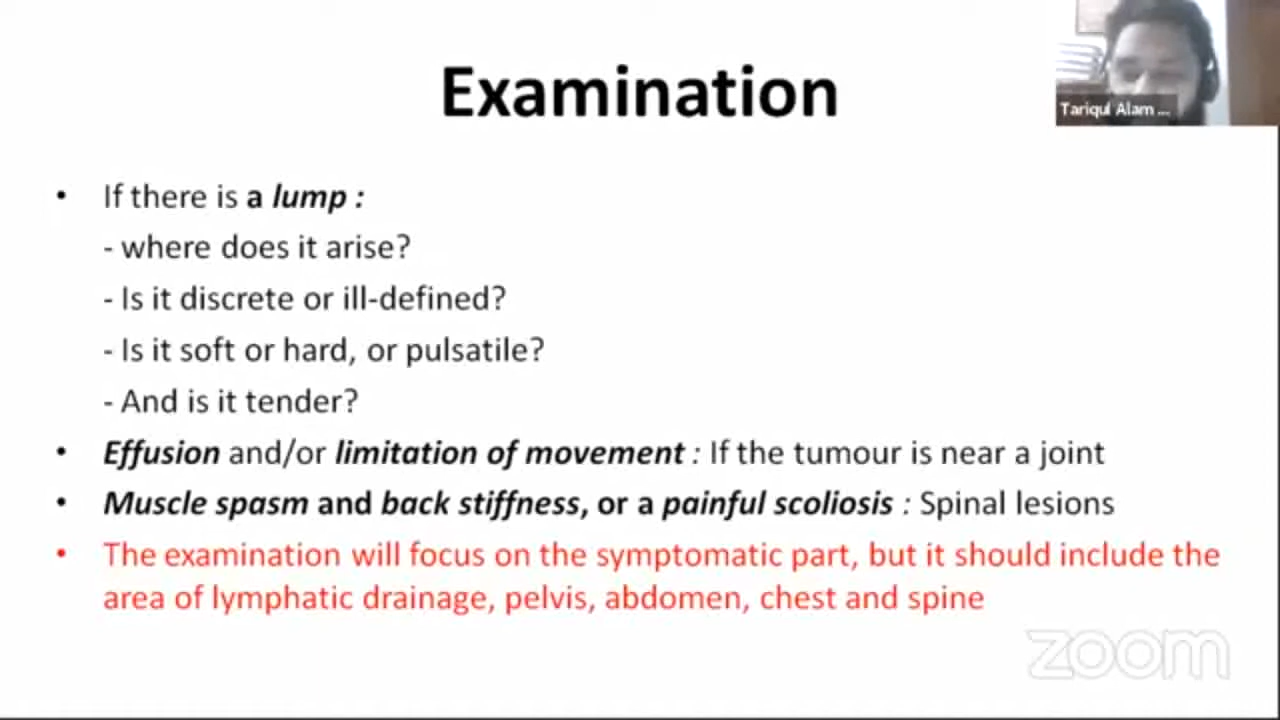 Examination
Tariqul Alam ...
• If there is a lump :
- where does it arise?
- Is it discrete or ill-defined?
- Is it soft or hard, or pulsatile?
- And is it tender?
• Effusion and/or limitation of movement : If the tumour is near a joint
• Muscle spasm and back stiffness, or a painful scoliosis : Spinal lesions
• The examination will focus on the symptomatic part, but it should include the
area of lymphatic drainage, pelvis, abdomen, chest and spine
zoom